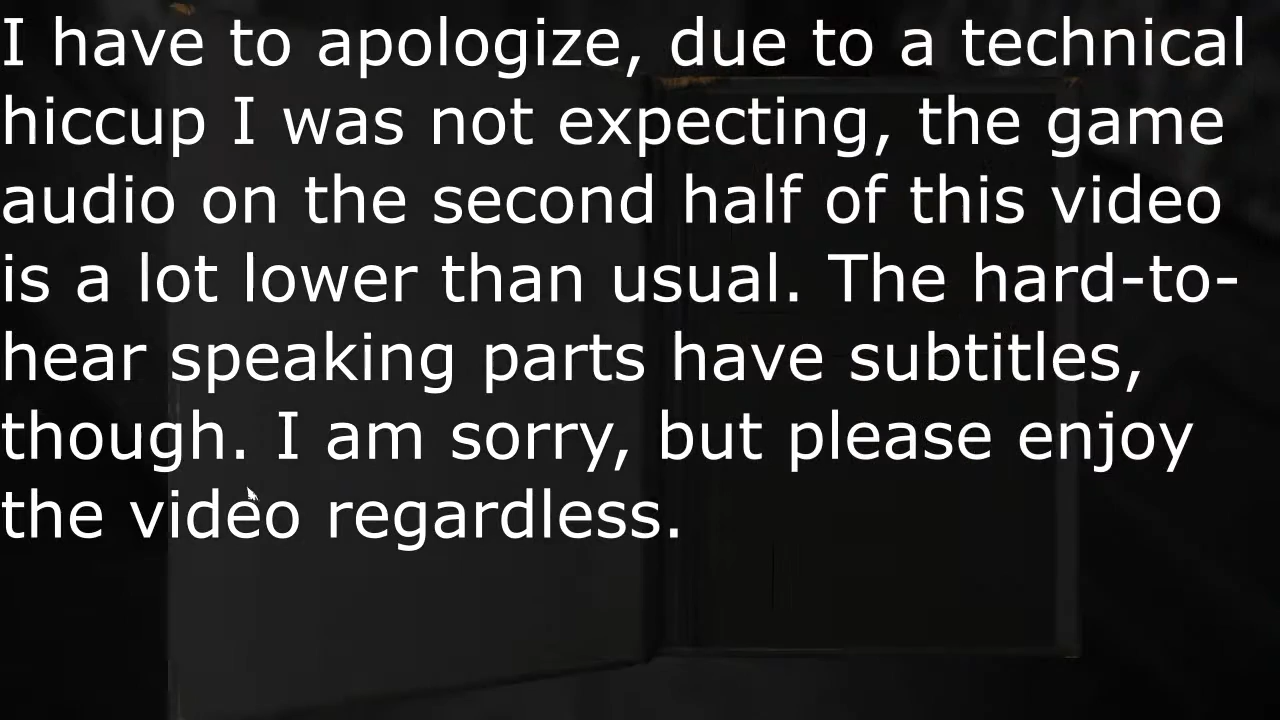 I have to apologize, due to a technical
hiccup I was not expecting, the game
audio on the second half of this video
is a lot lower than usual. The hard-to-
hear speaking parts have subtitles,
though. I am sorry, but please enjoy
the video regardless.